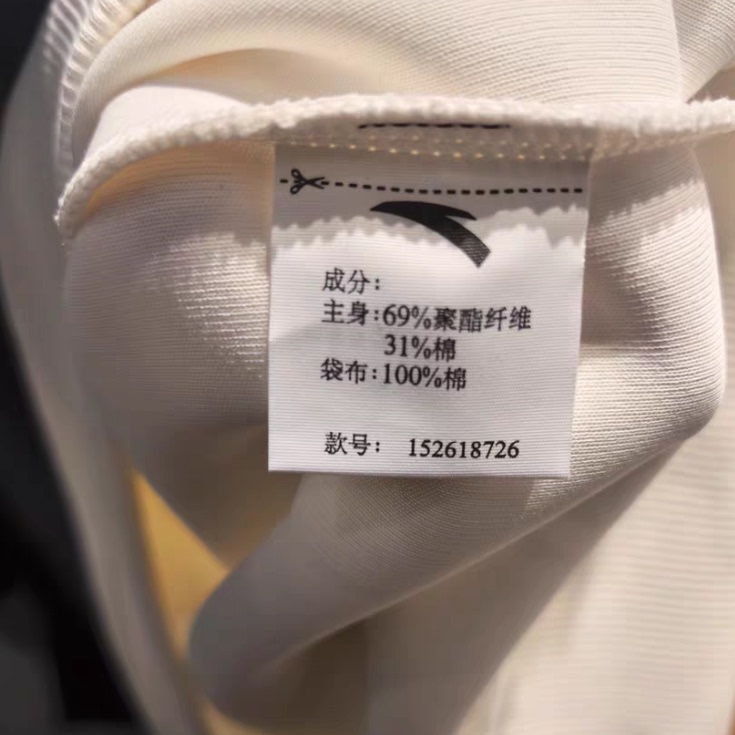 成分：
主身:69%聚酯纤维
31%棉
袋布:100%棉
款号： 152618726